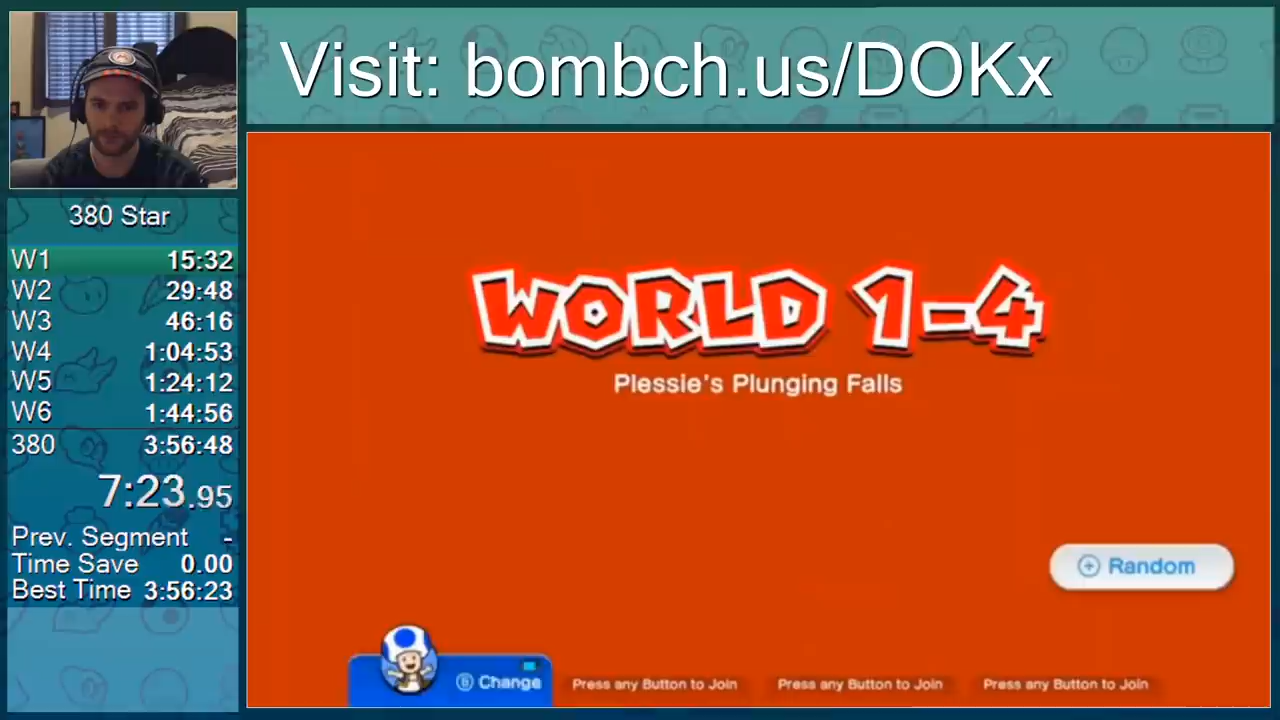 Visit: bombch.us/DOKx
380 Star
W1 15:32
W2 29:48
W3 46:16
W4 1:04:53
W5 1:24:12
W6 1:44:56
380 3:56:48
7:23.95
Prev. Segment -
Time Save 0.00
Best Time 3:56:23
WORLD 1-4
Plessie's Plunging Falls
+ Random
B Change
Press any Button to Join
Press any Button to Join
Press any Button to Join